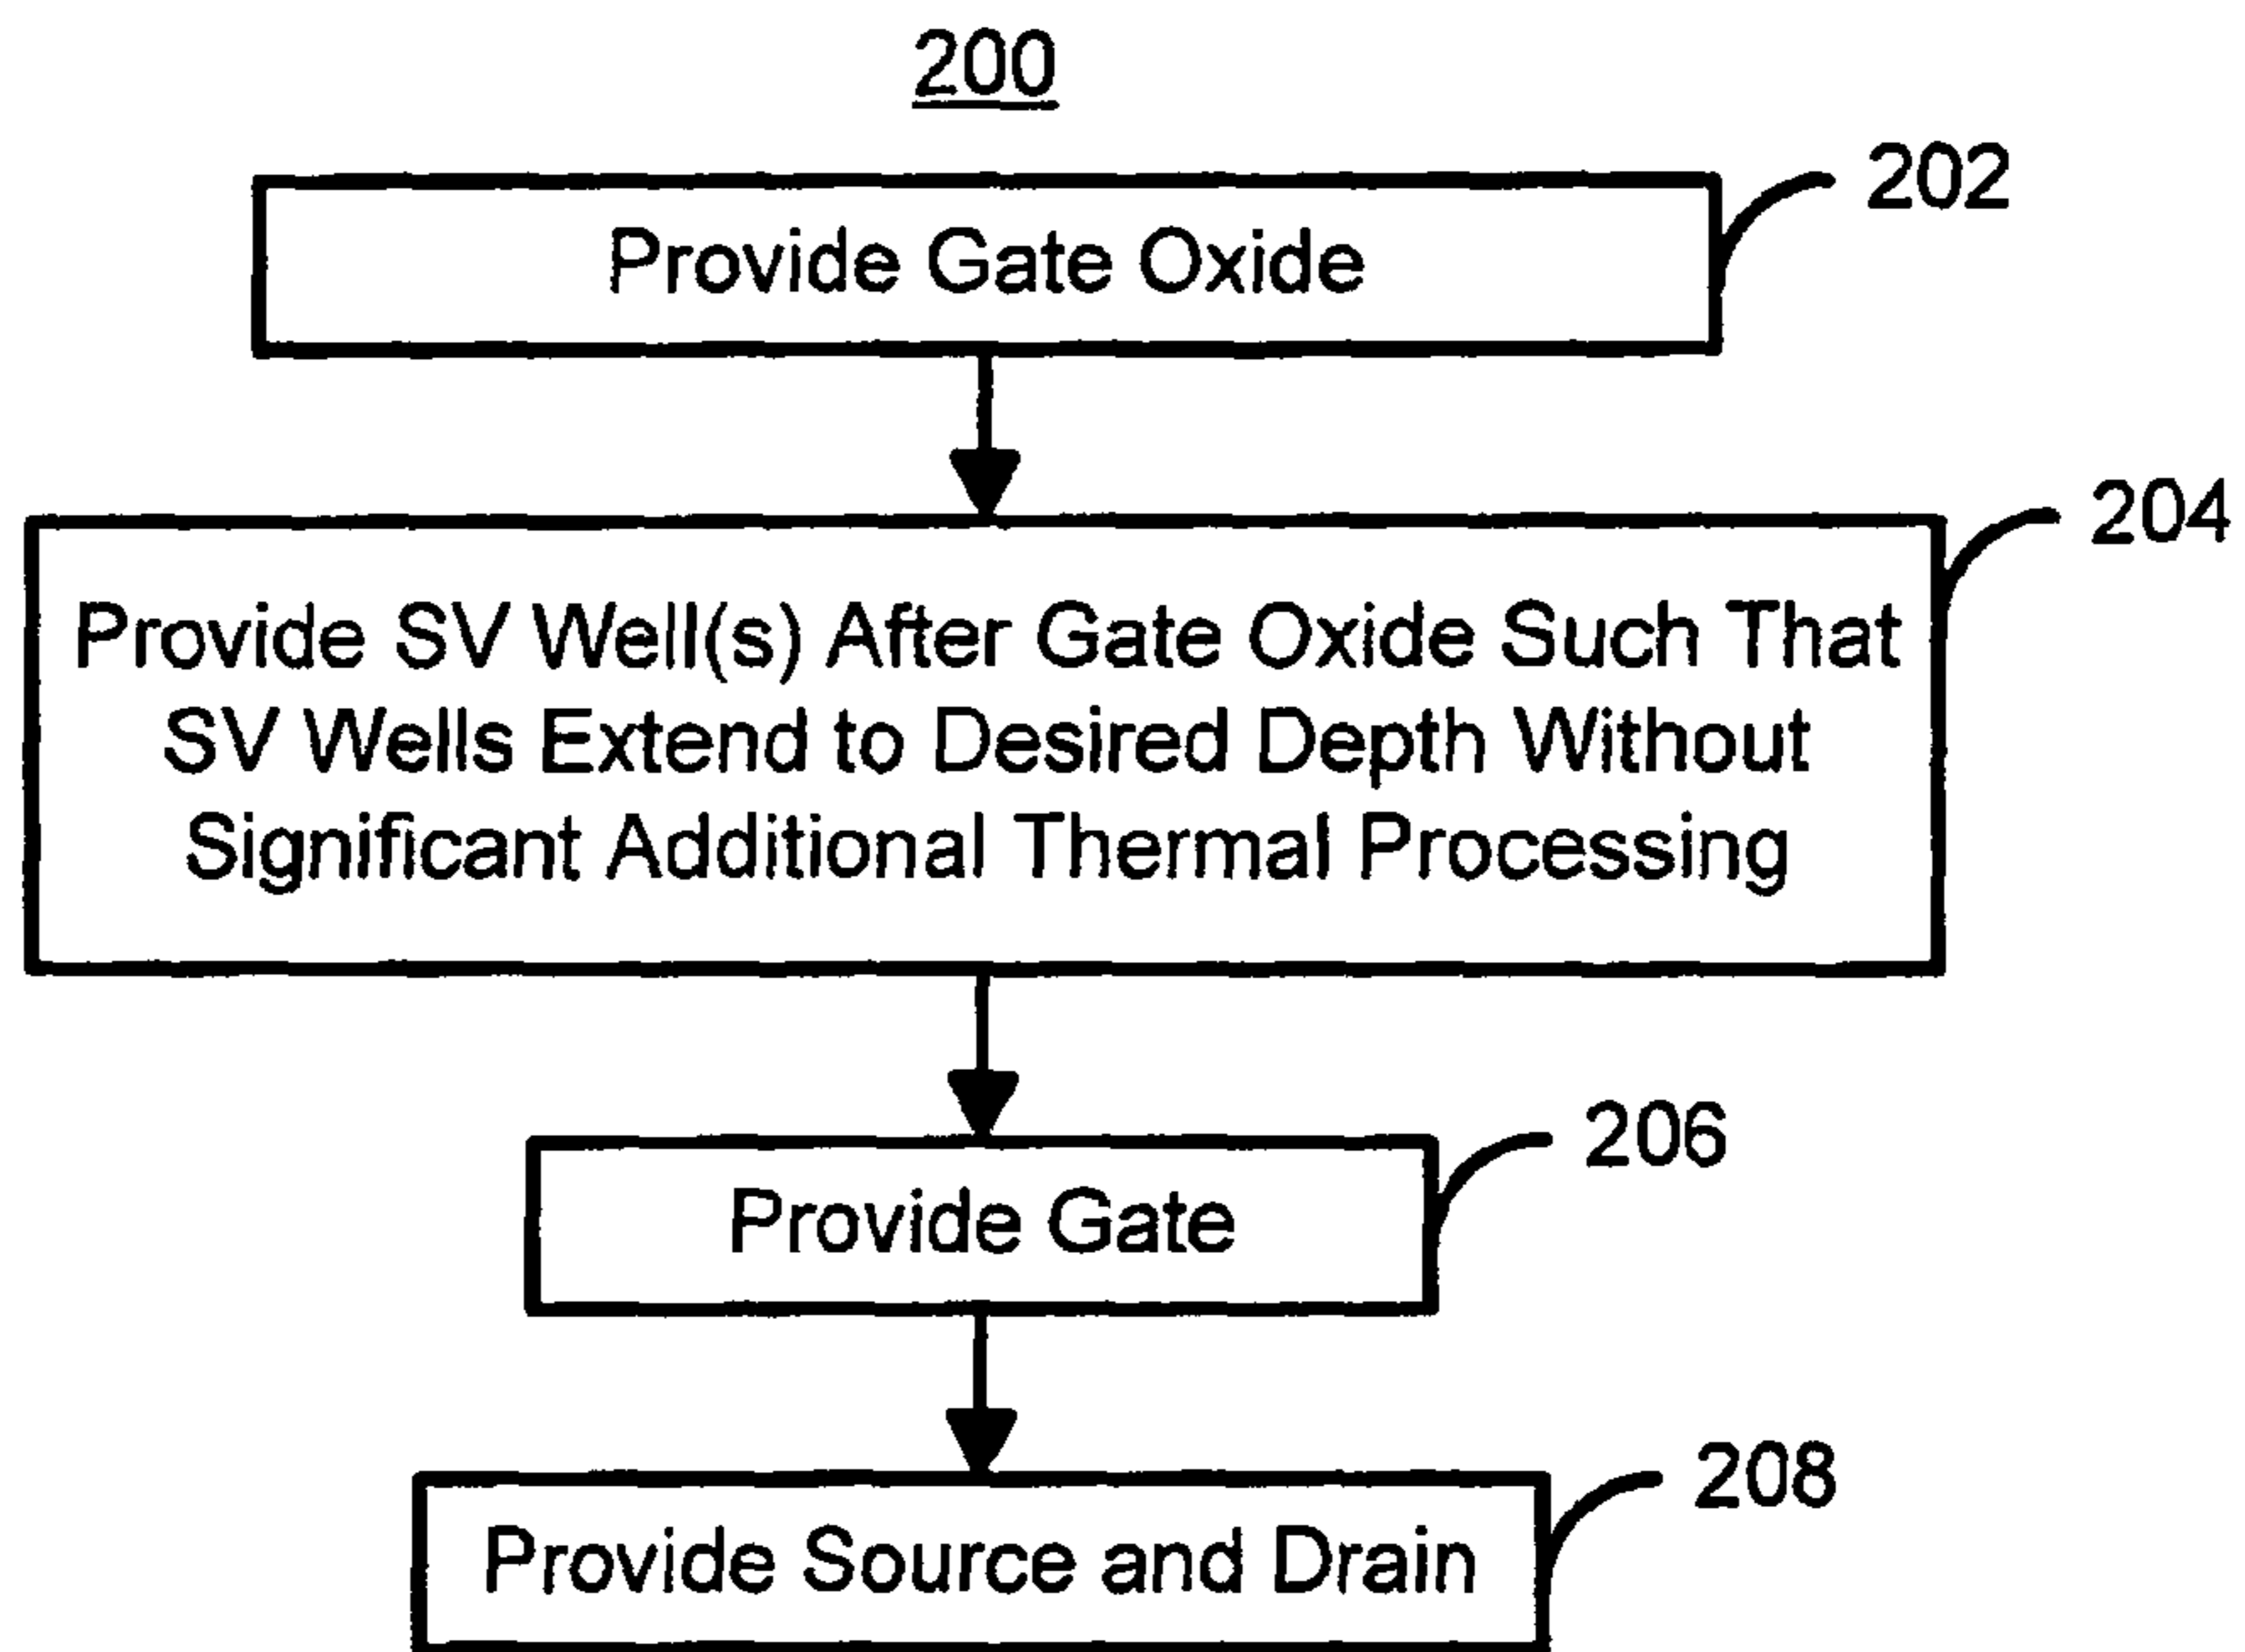 200
202
Provide Gate Oxide
204
Provide SV Well(s) After Gate Oxide Such That
SV Wells Extend to Desired Depth Without
Significant Additional Thermal Processing
206
Provide Gate
208
Provide Source and Drain